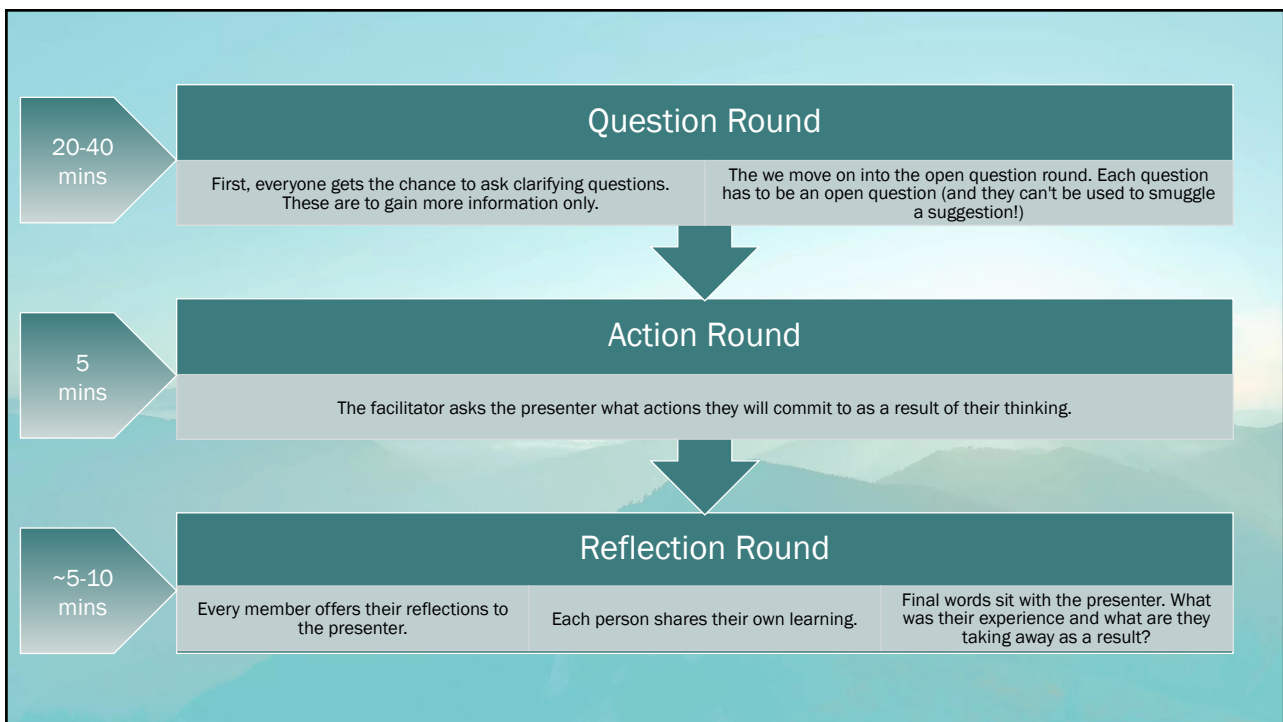 20-40
mins
Question Round
First, everyone gets the chance to ask clarifying questions.
These are to gain more information only.
The we move on into the open question round. Each question
has to be an open question (and they can't be used to smuggle
a suggestion!)
5
mins
Action Round
The facilitator asks the presenter what actions they will commit to as a result of their thinking.
~5-10
mins
Reflection Round
Every member offers their reflections to
the presenter.
Each person shares their own learning.
Final words sit with the presenter. What
was their experience and what are they
taking away as a result?